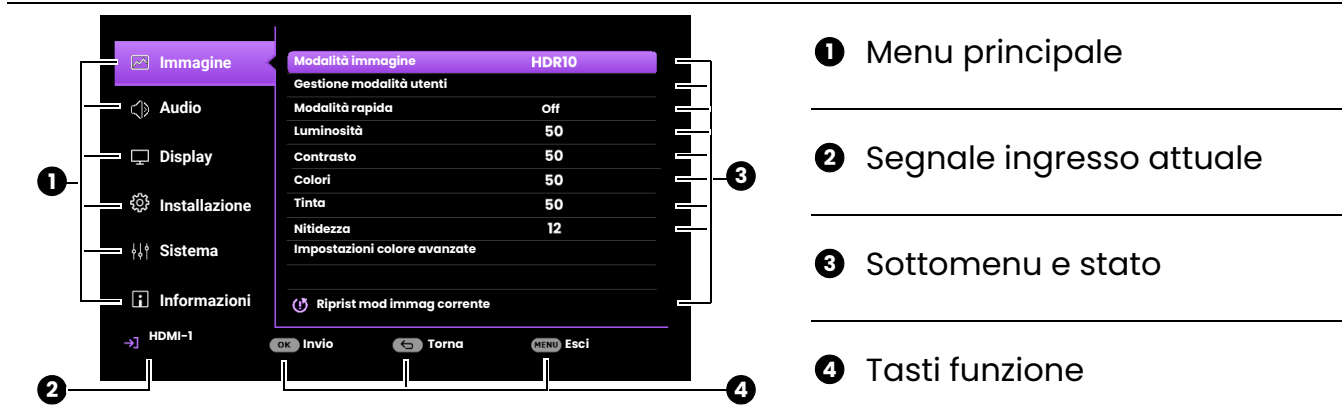 Immagine
Audio
Display
Installazione
Sistema
Informazioni
Modalità immagine HDR10
Gestione modalità utenti
Modalità rapida Off
Luminosità 50
Contrasto 50
Colori 50
Tinta 50
Nitidezza 12
Impostazioni colore avanzate
Riprist mod immag corrente
HDMI-1
OK Invio
Torna
MENU Esci
1
2
3
4
1 Menu principale
2 Segnale ingresso attuale
3 Sottomenu e stato
4 Tasti funzione